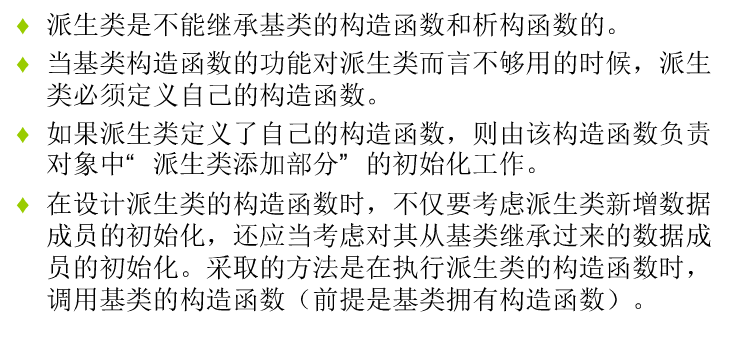 派生类是不能继承基类的构造函数和析构函数的。
当基类构造函数的功能对派生类而言不够用的时候，派生
类必须定义自己的构造函数。
如果派生类定义了自己的构造函数，则由该构造函数负责
对象中“ 派生类添加部分” 的初始化工作。
在设计派生类的构造函数时，不仅要考虑派生类新增数据
成员的初始化，还应当考虑对其从基类继承过来的数据成
员的初始化。采取的方法是在执行派生类的构造函数时，
调用基类的构造函数（前提是基类拥有构造函数）。